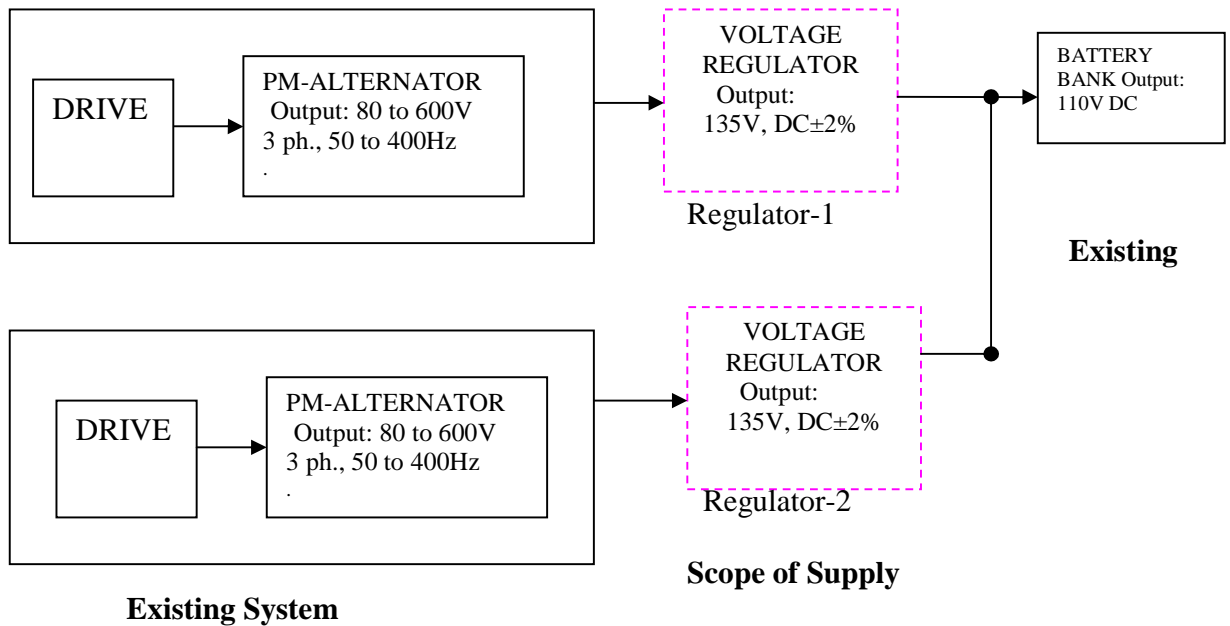 VOLTAGE
REGULATOR
Output:
135V, DC±2%
BATTERY
BANK Output:
110V DC
DRIVE
PM-ALTERNATOR
Output: 80 to 600V
3 ph., 50 to 400Hz
.
Regulator-1
Existing
VOLTAGE
REGULATOR
Output:
135V, DC±2%
DRIVE
PM-ALTERNATOR
Output: 80 to 600V
3 ph., 50 to 400Hz
.
Regulator-2
Scope of Supply
Existing System